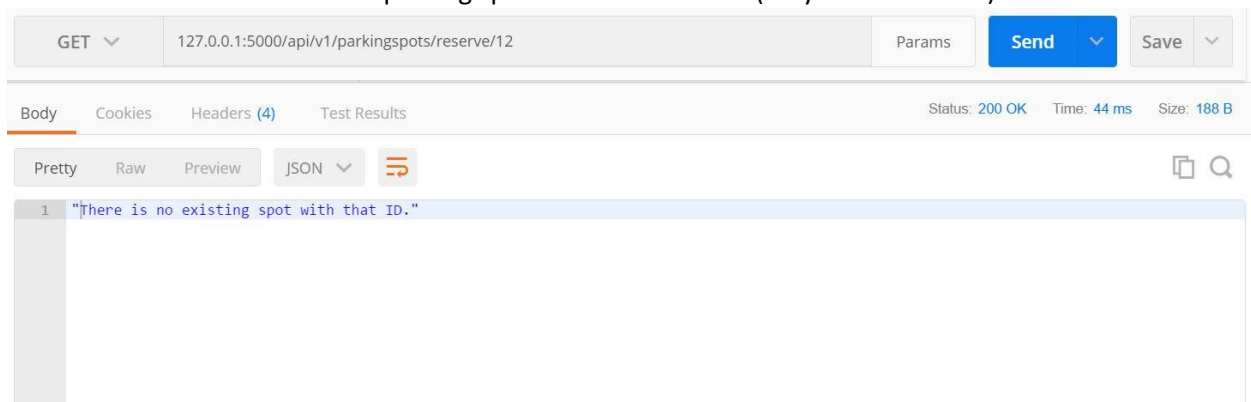 GET 127.0.0.1:5000/api/v1/parkingspots/reserve/12 Params Send Save
Body Cookies Headers (4) Test Results Status: 200 OK Time: 44 ms Size: 188 B
Pretty Raw Preview JSON
1 "There is no existing spot with that ID."